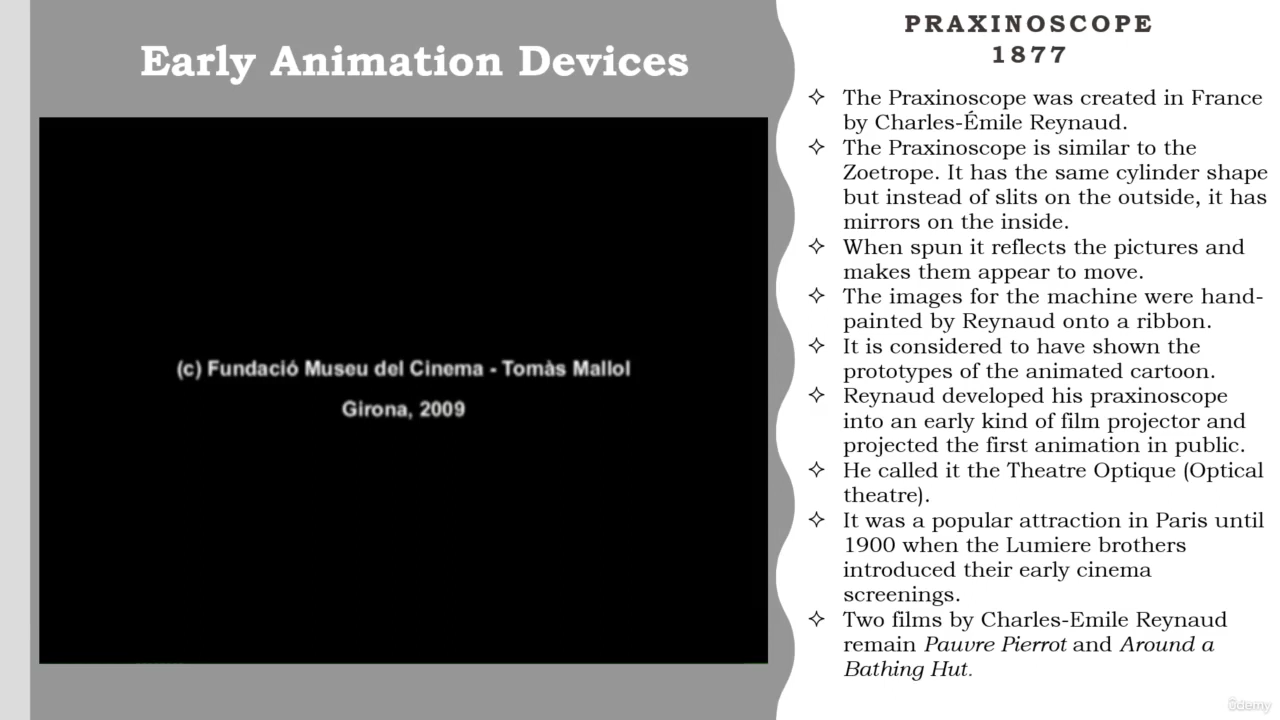 Early Animation Devices
(c) Fundació Museu del Cinema - Tomàs Mallol
Girona, 2009
PRAXINOSCOPE
1877
✧ The Praxinoscope was created in France
by Charles-Émile Reynaud.
✧ The Praxinoscope is similar to the
Zoetrope. It has the same cylinder shape
but instead of slits on the outside, it has
mirrors on the inside.
✧ When spun it reflects the pictures and
makes them appear to move.
✧ The images for the machine were hand-
painted by Reynaud onto a ribbon.
✧ It is considered to have shown the
prototypes of the animated cartoon.
✧ Reynaud developed his praxinoscope
into an early kind of film projector and
projected the first animation in public.
✧ He called it the Theatre Optique (Optical
theatre).
✧ It was a popular attraction in Paris until
1900 when the Lumiere brothers
introduced their early cinema
screenings.
✧ Two films by Charles-Emile Reynaud
remain Pauvre Pierrot and Around a
Bathing Hut.
ûdemy